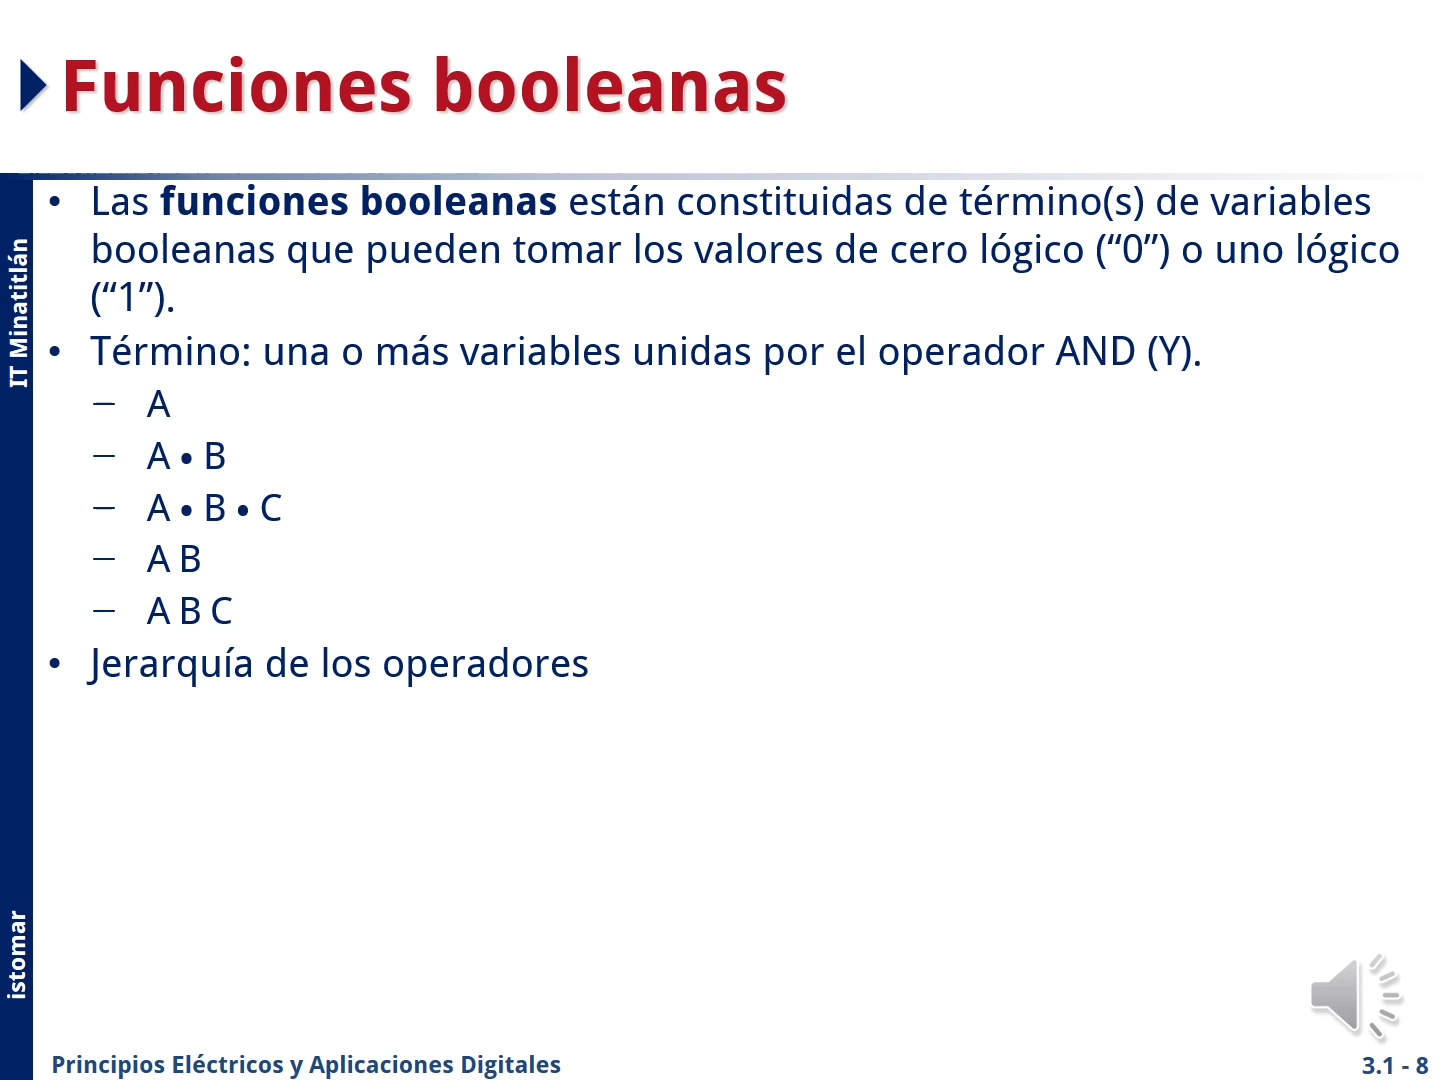 Funciones booleanas
• Las funciones booleanas están constituidas de término(s) de variables
booleanas que pueden tomar los valores de cero lógico (“0”) o uno lógico
(“1”).
• Término: una o más variables unidas por el operador AND (Y).
– A
– A • B
– A • B • C
– A B
– A B C
• Jerarquía de los operadores
IT Minatitlán
istomar
Principios Eléctricos y Aplicaciones Digitales
3.1 - 8